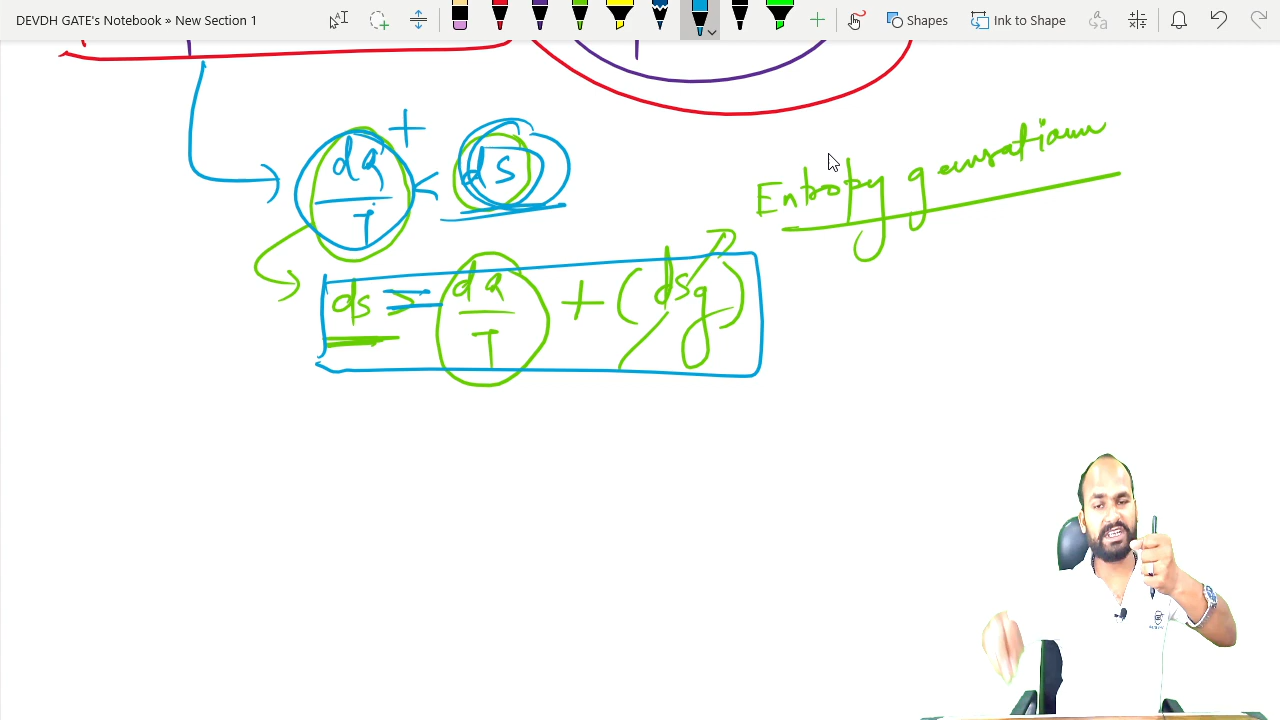 DEVDH GATE's Notebook » New Section 1
Shapes
Ink to Shape
+
dQ/T < ds
Entropy generation
ds = dQ/T + (dsg)